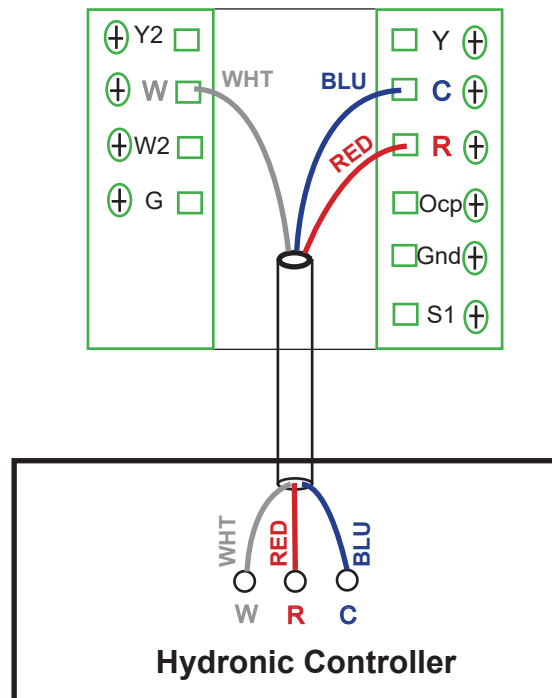 Y2
W
W2
G
WHT
BLU
RED
Y
C
R
Ocp
Gnd
S1
WHT
RED
BLU
W
R
C
Hydronic Controller